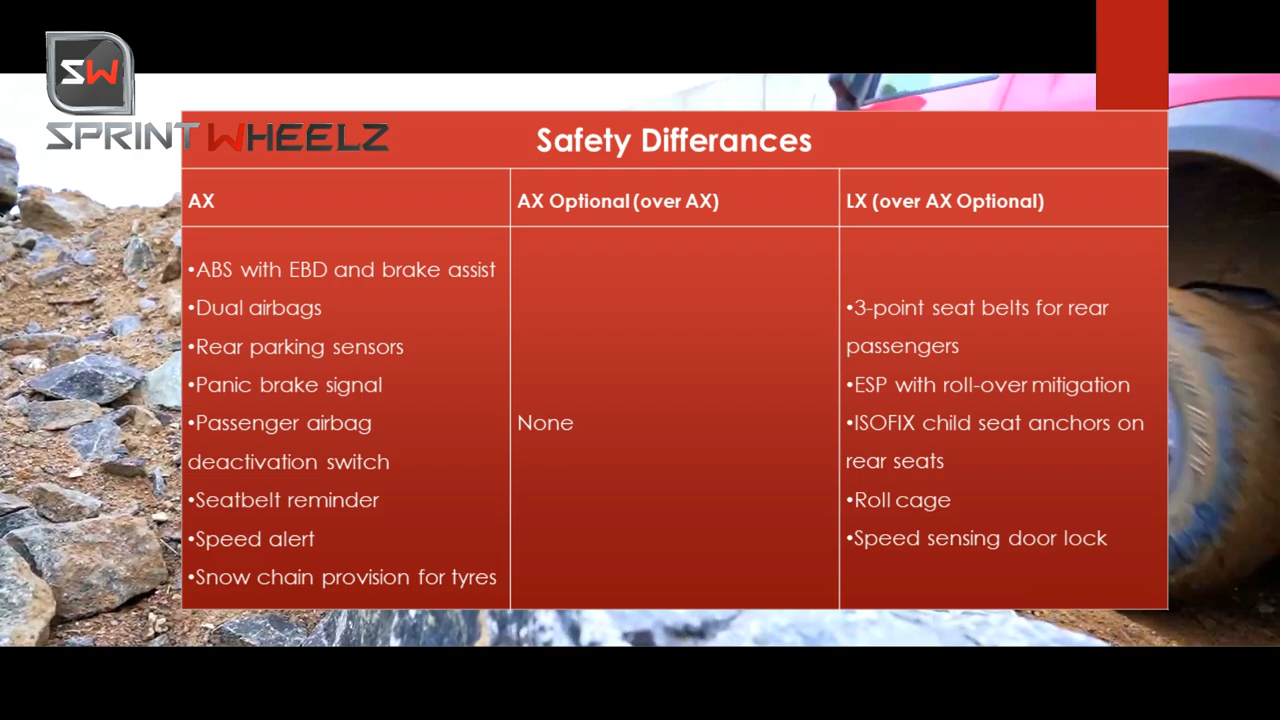 SW
SPRINT WHEELZ
Safety Differances
AX
AX Optional (over AX)
LX (over AX Optional)
•ABS with EBD and brake assist
•Dual airbags
•Rear parking sensors
•Panic brake signal
•Passenger airbag
deactivation switch
•Seatbelt reminder
•Speed alert
•Snow chain provision for tyres
None
•3-point seat belts for rear
passengers
•ESP with roll-over mitigation
•ISOFIX child seat anchors on
rear seats
•Roll cage
•Speed sensing door lock